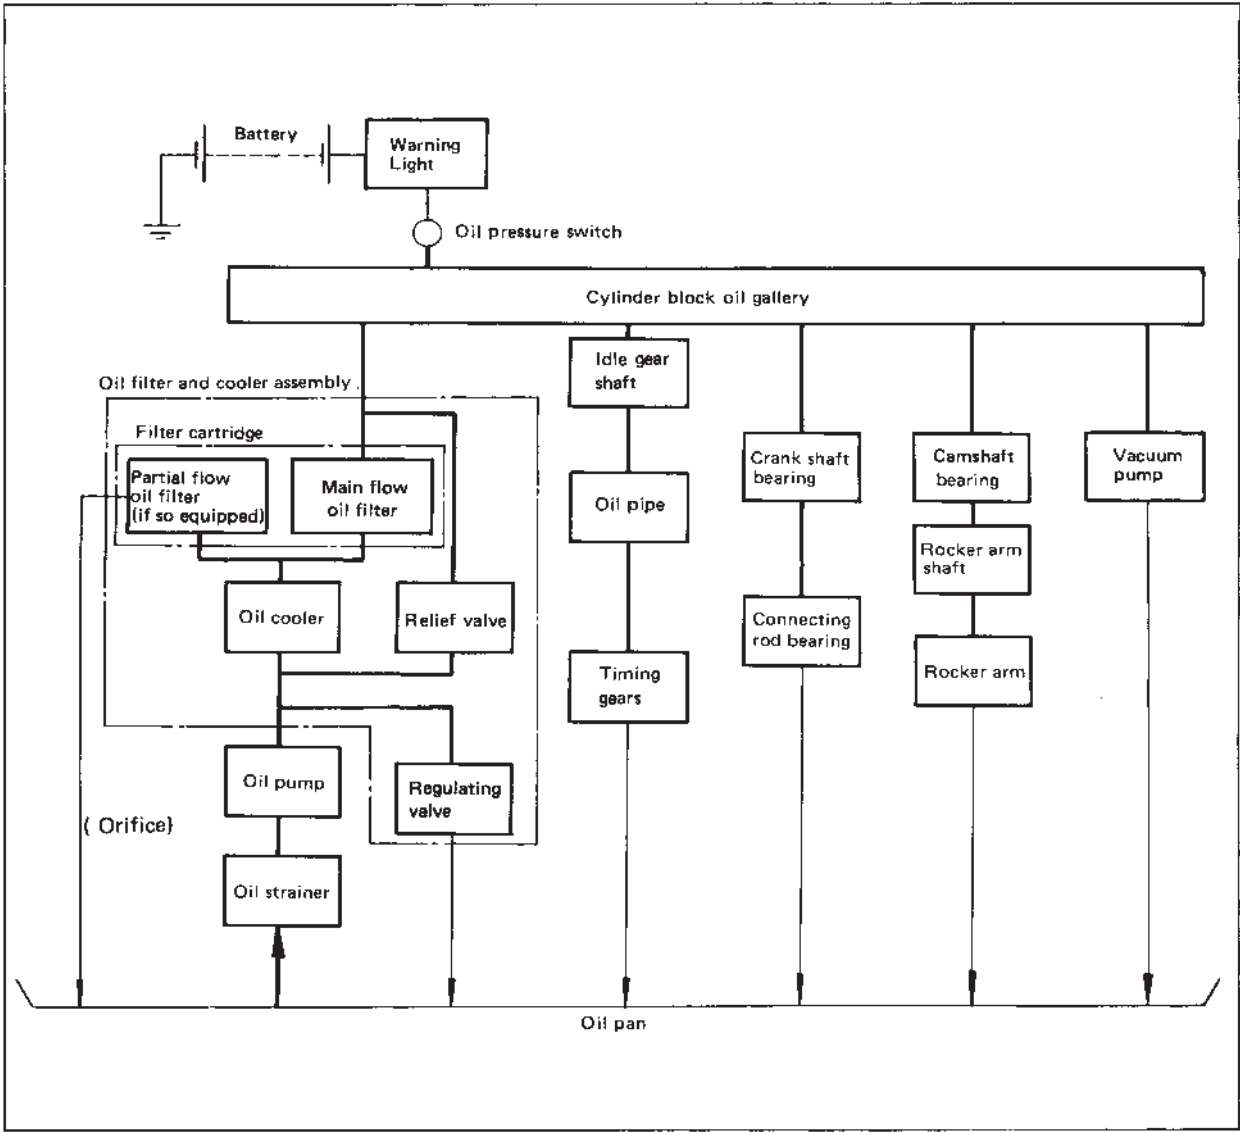 Battery
Warning
Light
Oil pressure switch
Cylinder block oil gallery
Idle gear
shaft
Oil filter and cooler assembly
Filter cartridge
Partial flow
oil filter
(if so equipped)
Main flow
oil filter
Oil pipe
Crank shaft
bearing
Camshaft
bearing
Vacuum
pump
Rocker arm
shaft
Oil cooler
Relief valve
Connecting
rod bearing
Timing
gears
Rocker arm
Oil pump
Regulating
valve
( Orifice)
Oil strainer
Oil pan